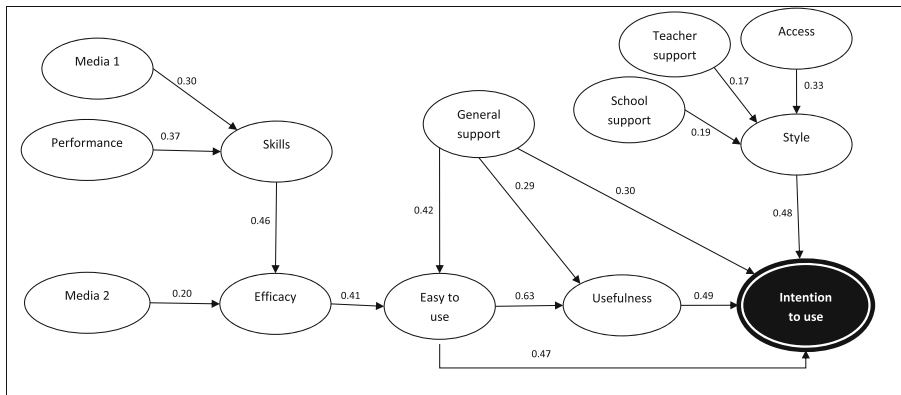 Media 1
0.30
Performance
0.37
Skills
0.46
Media 2
0.20
Efficacy
0.41
General
support
0.42
0.29
0.30
Easy to
use
0.63
Usefulness
0.49
0.47
Teacher
support
0.17
Access
0.33
School
support
0.19
Style
0.48
Intention
to use